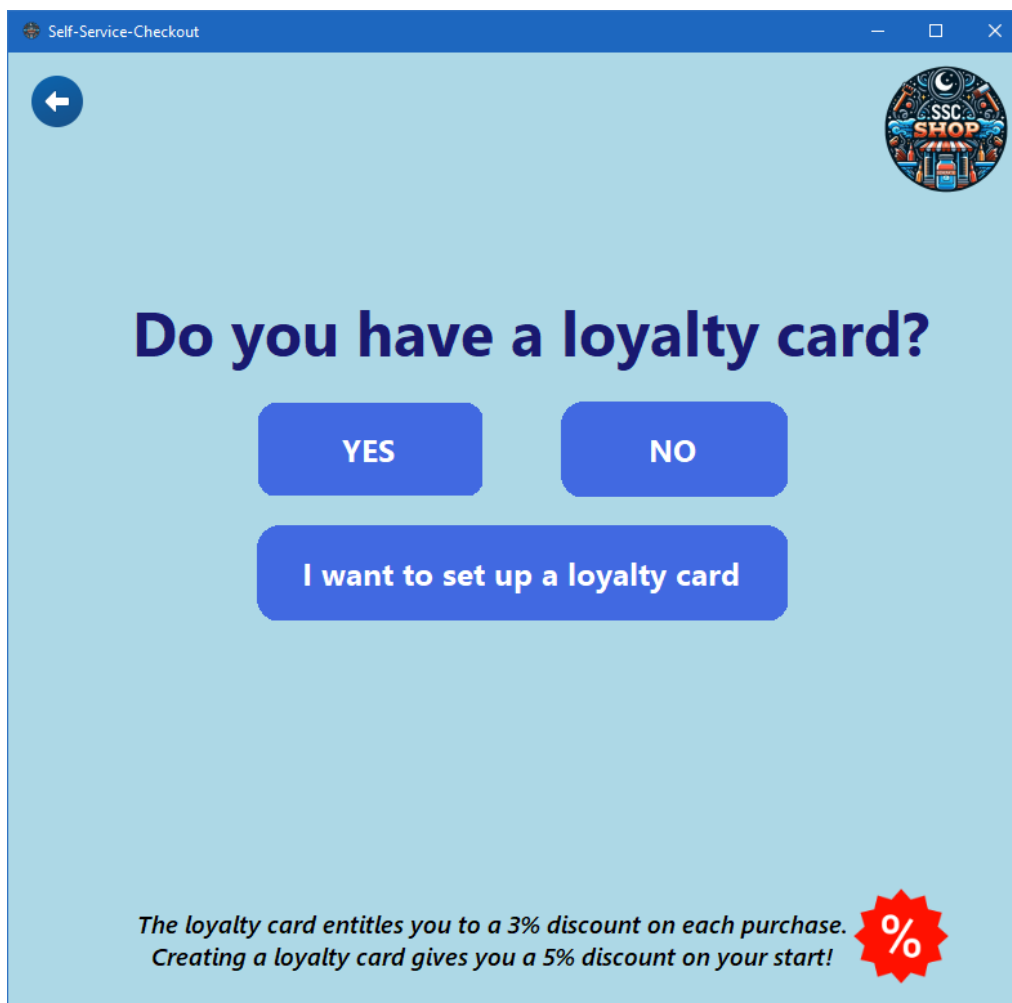 Self-Service-Checkout
SSC
SHOP
Do you have a loyalty card?
YES
NO
I want to set up a loyalty card
The loyalty card entitles you to a 3% discount on each purchase.
Creating a loyalty card gives you a 5% discount on your start!
%